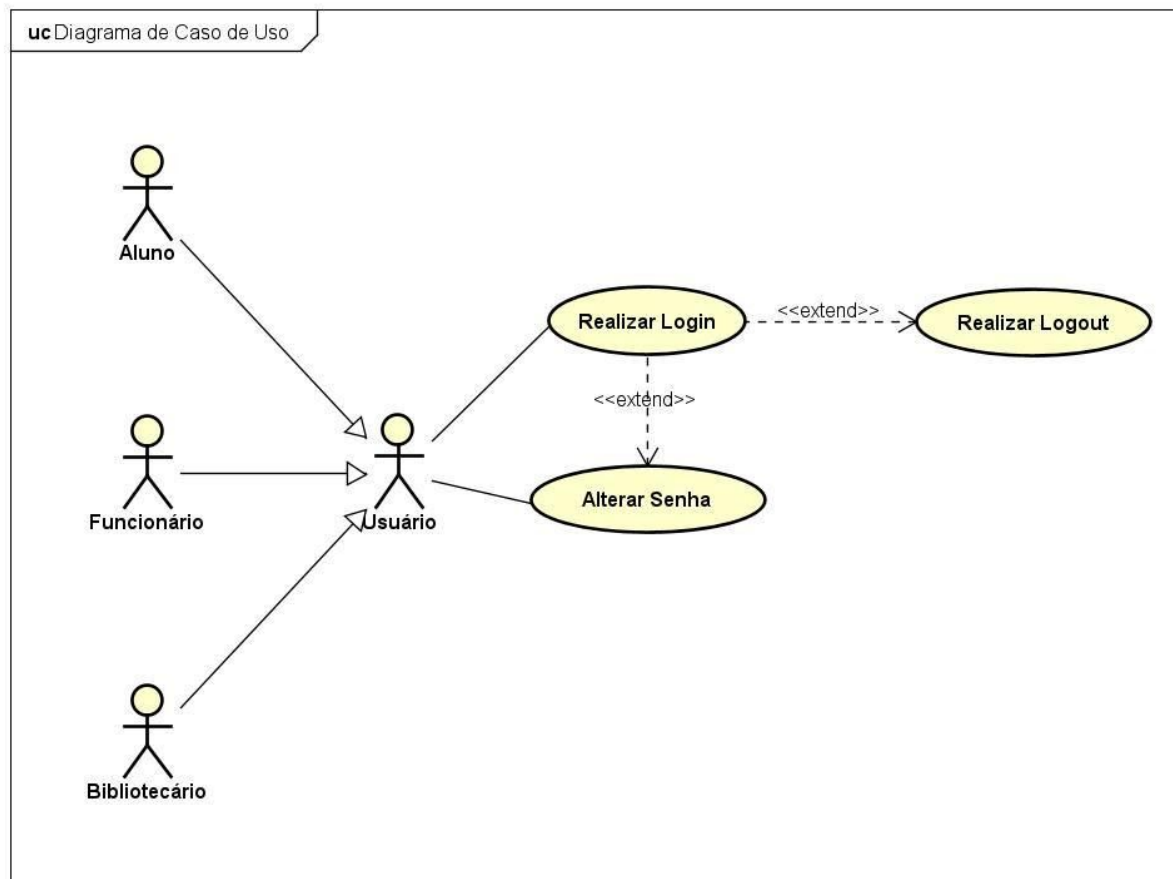 uc Diagrama de Caso de Uso
Aluno
Realizar Login
<<extend>>
Realizar Logout
<<extend>>
Funcionário
Usuário
Alterar Senha
Bibliotecário